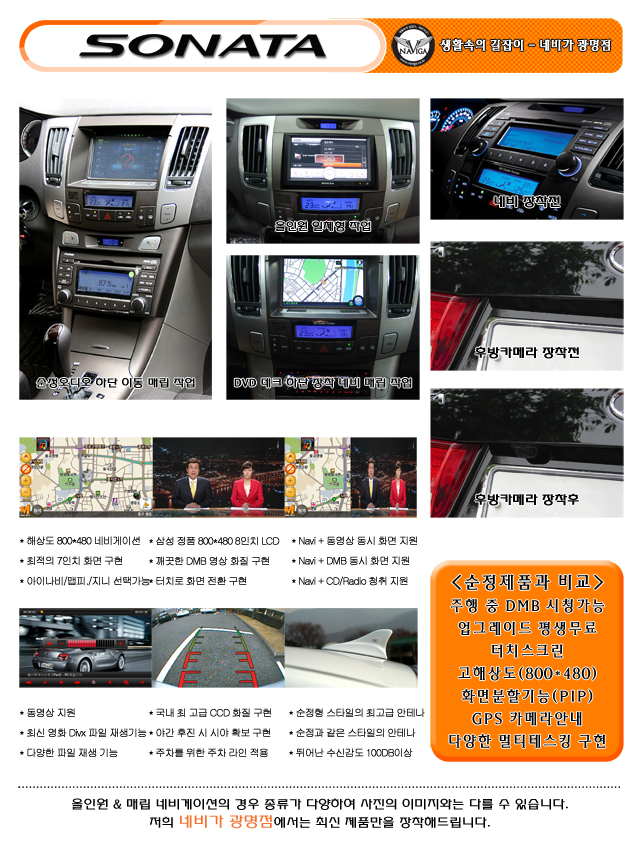 SONATA
NAVIGA
생활속의 길잡이 - 네비가 광명점
순정오디오 하단 이동 매립 작업
올인원 일체형 작업
DVD 데크 하단 장착 네비 매립 작업
네비 장착전
후방카메라 장착전
후방카메라 장착후
* 해상도 800*480 네비게이션
* 최적의 7인치 화면 구현
* 아이나비/맵피,/지니 선택가능
* 삼성 정품 800*480 8인치 LCD
* 깨끗한 DMB 영상 화질 구현
* 터치로 화면 전환 구현
* Navi + 동영상 동시 화면 지원
* Navi + DMB 동시 화면 지원
* Navi + CD/Radio 청취 지원
* 동영상 지원
* 최신 영화 Divx 파일 재생기능
* 다양한 파일 재생 기능
* 국내 최 고급 CCD 화질 구현
* 야간 후진 시 시야 확보 구현
* 주차를 위한 주차 라인 적용
* 순정형 스타일의 최고급 안테나
* 순정과 같은 스타일의 안테나
* 뛰어난 수신감도 100DB이상
<순정제품과 비교>
주행 중 DMB 시청가능
업그레이드 평생무료
터치스크린
고해상도(800*480)
화면분할기능(PIP)
GPS 카메라안내
다양한 멀티테스킹 구현
올인원 & 매립 네비게이션의 경우 종류가 다양하여 사진의 이미지와는 다를 수 있습니다.
저희 네비가 광명점에서는 최신 제품만을 장착해드립니다.